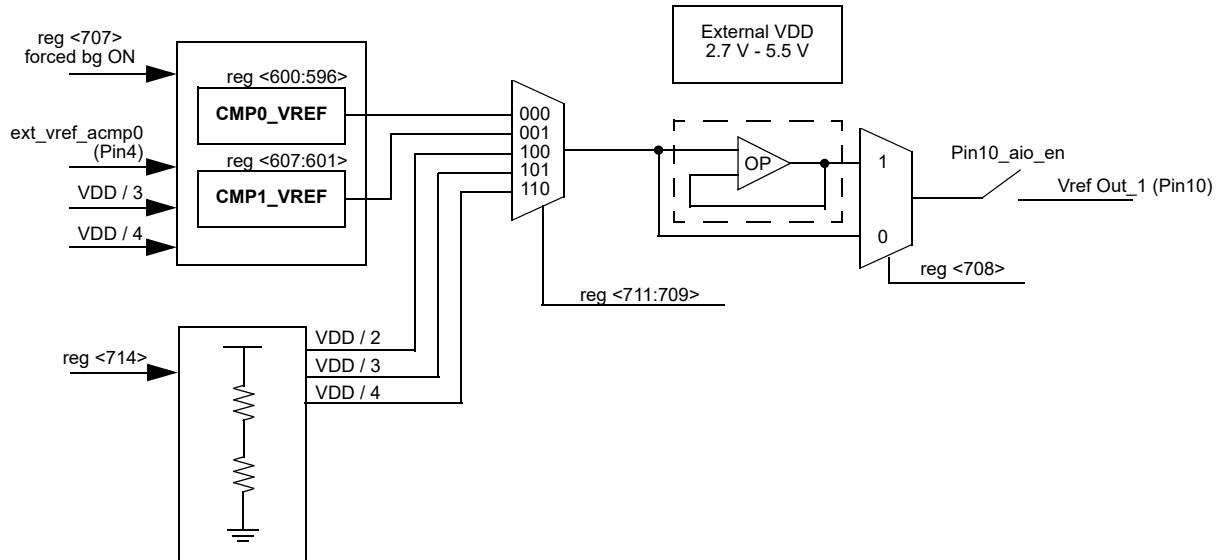 reg <707>
forced bg ON
ext_vref_acmp0
(Pin4)
VDD / 3
VDD / 4
reg <600:596>
CMP0_VREF
reg <607:601>
CMP1_VREF
000
001
100
101
110
reg <711:709>
External VDD
2.7 V - 5.5 V
OP
1
0
reg <708>
Pin10_aio_en
Vref Out_1 (Pin10)
reg <714>
VDD / 2
VDD / 3
VDD / 4